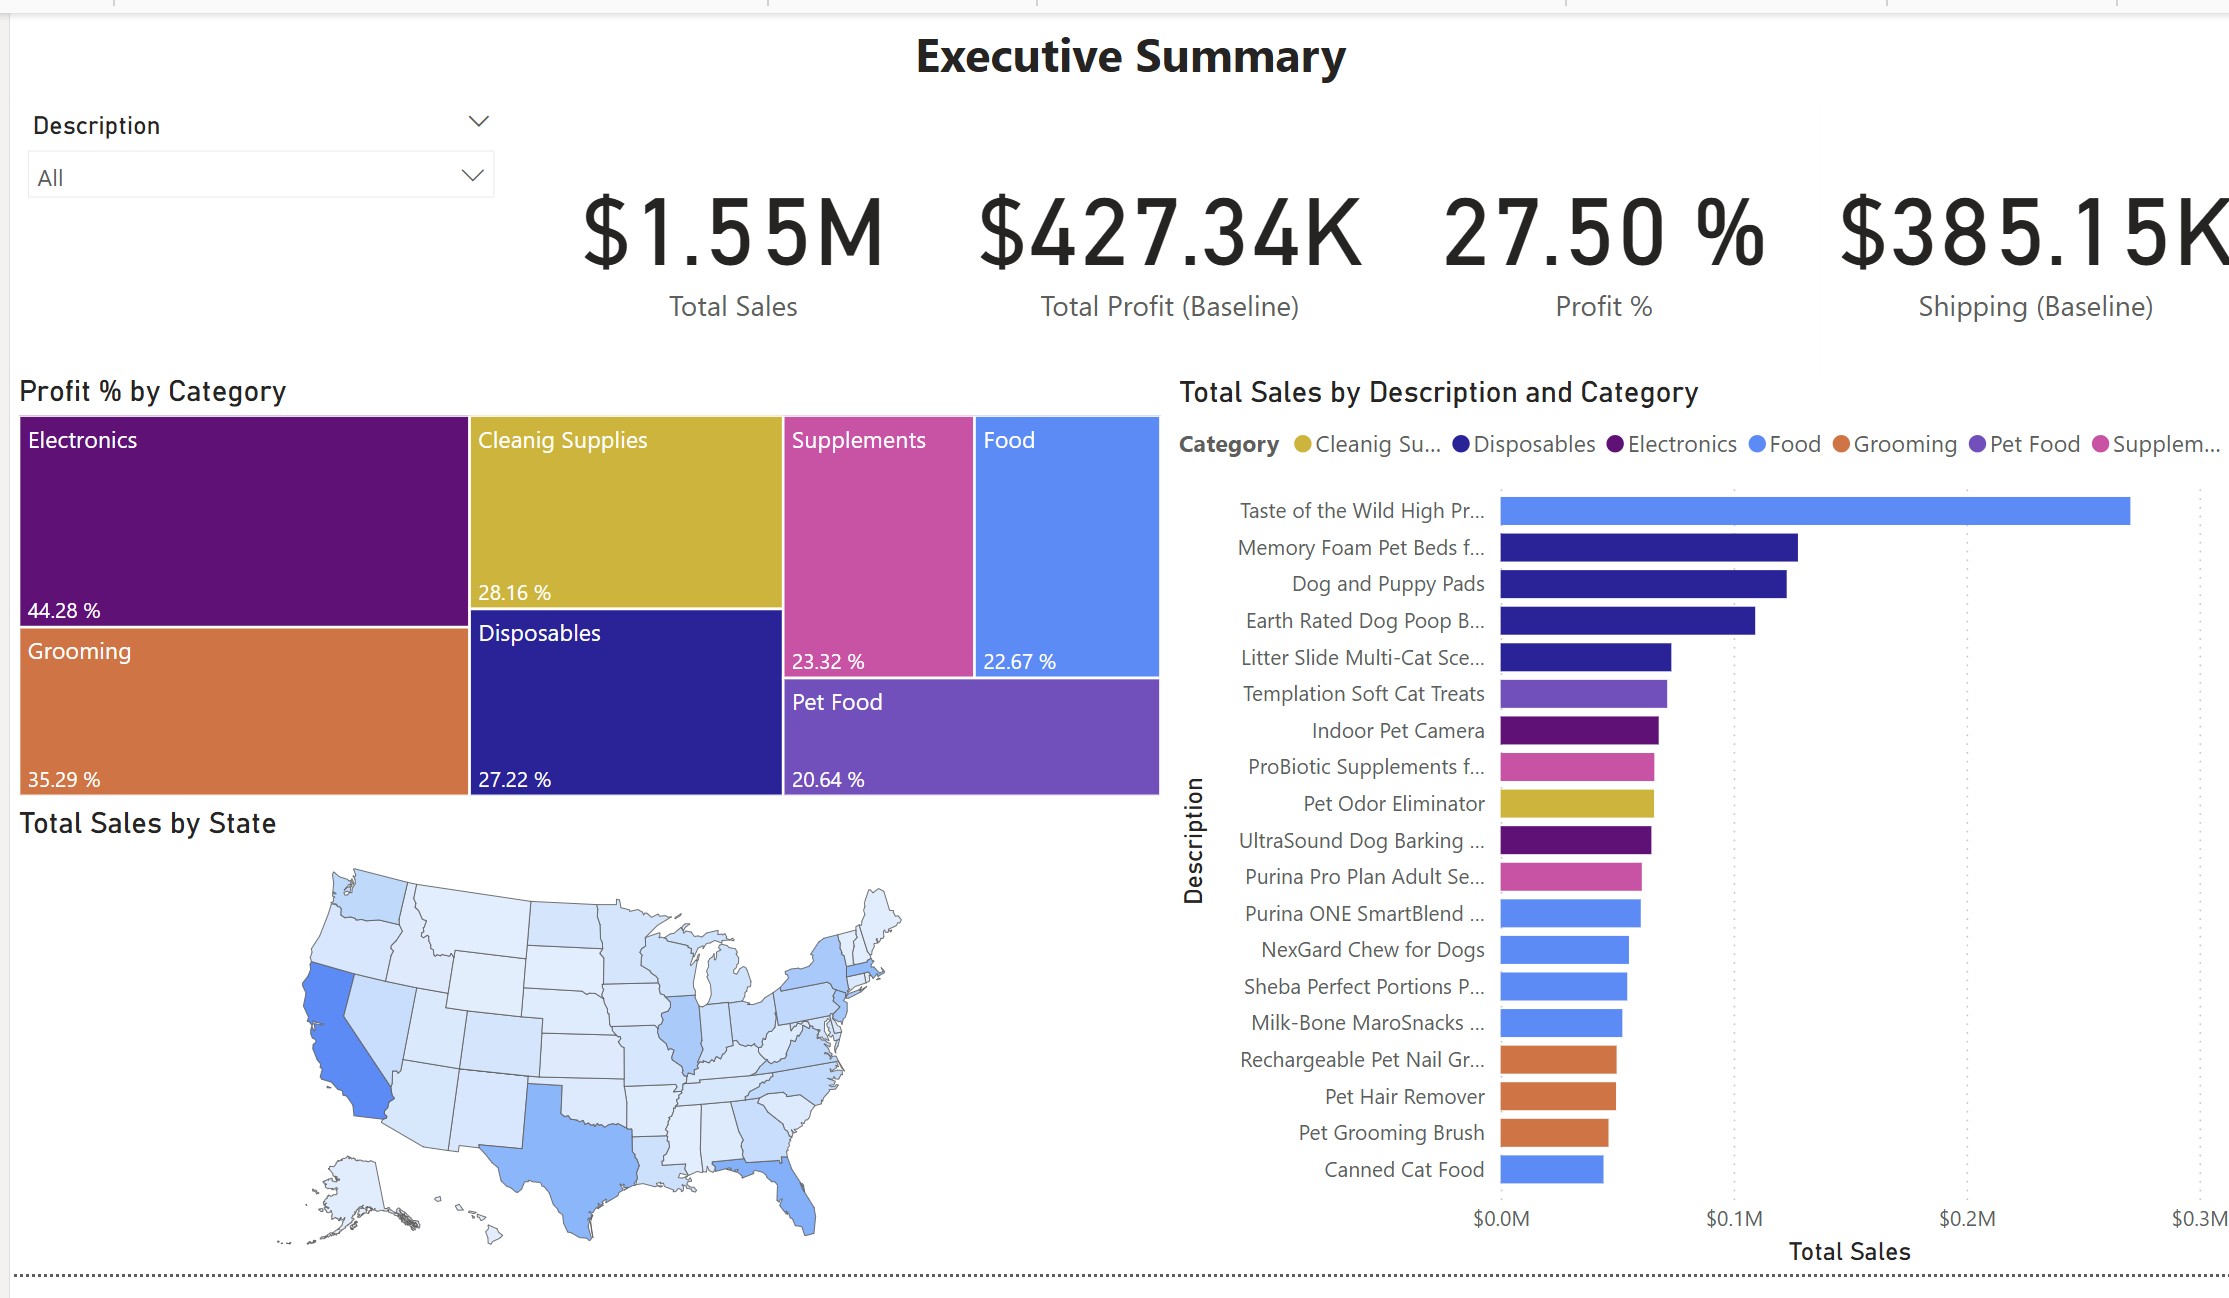 Executive Summary
Description
All
$1.55M
Total Sales
$427.34K
Total Profit (Baseline)
27.50 %
Profit %
$385.15K
Shipping (Baseline)
Profit % by Category
Electronics
44.28 %
Grooming
35.29 %
Cleanig Supplies
28.16 %
Disposables
27.22 %
Supplements
23.32 %
Food
22.67 %
Pet Food
20.64 %
Total Sales by State
Total Sales by Description and Category
Category Cleanig Su... Disposables Electronics Food Grooming Pet Food Supplem...
Description
Taste of the Wild High Pr...
Memory Foam Pet Beds f...
Dog and Puppy Pads
Earth Rated Dog Poop B...
Litter Slide Multi-Cat Sce...
Templation Soft Cat Treats
Indoor Pet Camera
ProBiotic Supplements f...
Pet Odor Eliminator
UltraSound Dog Barking ...
Purina Pro Plan Adult Se...
Purina ONE SmartBlend ...
NexGard Chew for Dogs
Sheba Perfect Portions P...
Milk-Bone MaroSnacks ...
Rechargeable Pet Nail Gr...
Pet Hair Remover
Pet Grooming Brush
Canned Cat Food
$0.0M $0.1M $0.2M $0.3M
Total Sales